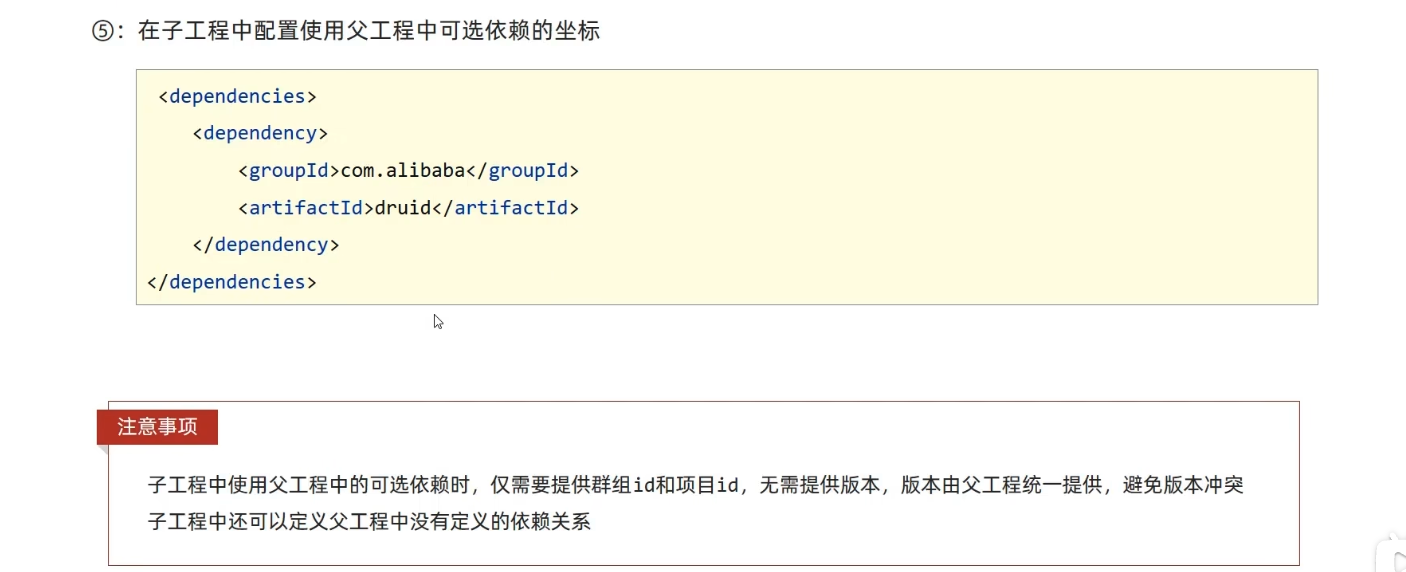 ⑤：在子工程中配置使用父工程中可选依赖的坐标
<dependencies>
<dependency>
<groupId>com.alibaba</groupId>
<artifactId>druid</artifactId>
</dependency>
</dependencies>
注意事项
子工程中使用父工程中的可选依赖时，仅需要提供群组id和项目id，无需提供版本，版本由父工程统一提供，避免版本冲突
子工程中还可以定义父工程中没有定义的依赖关系